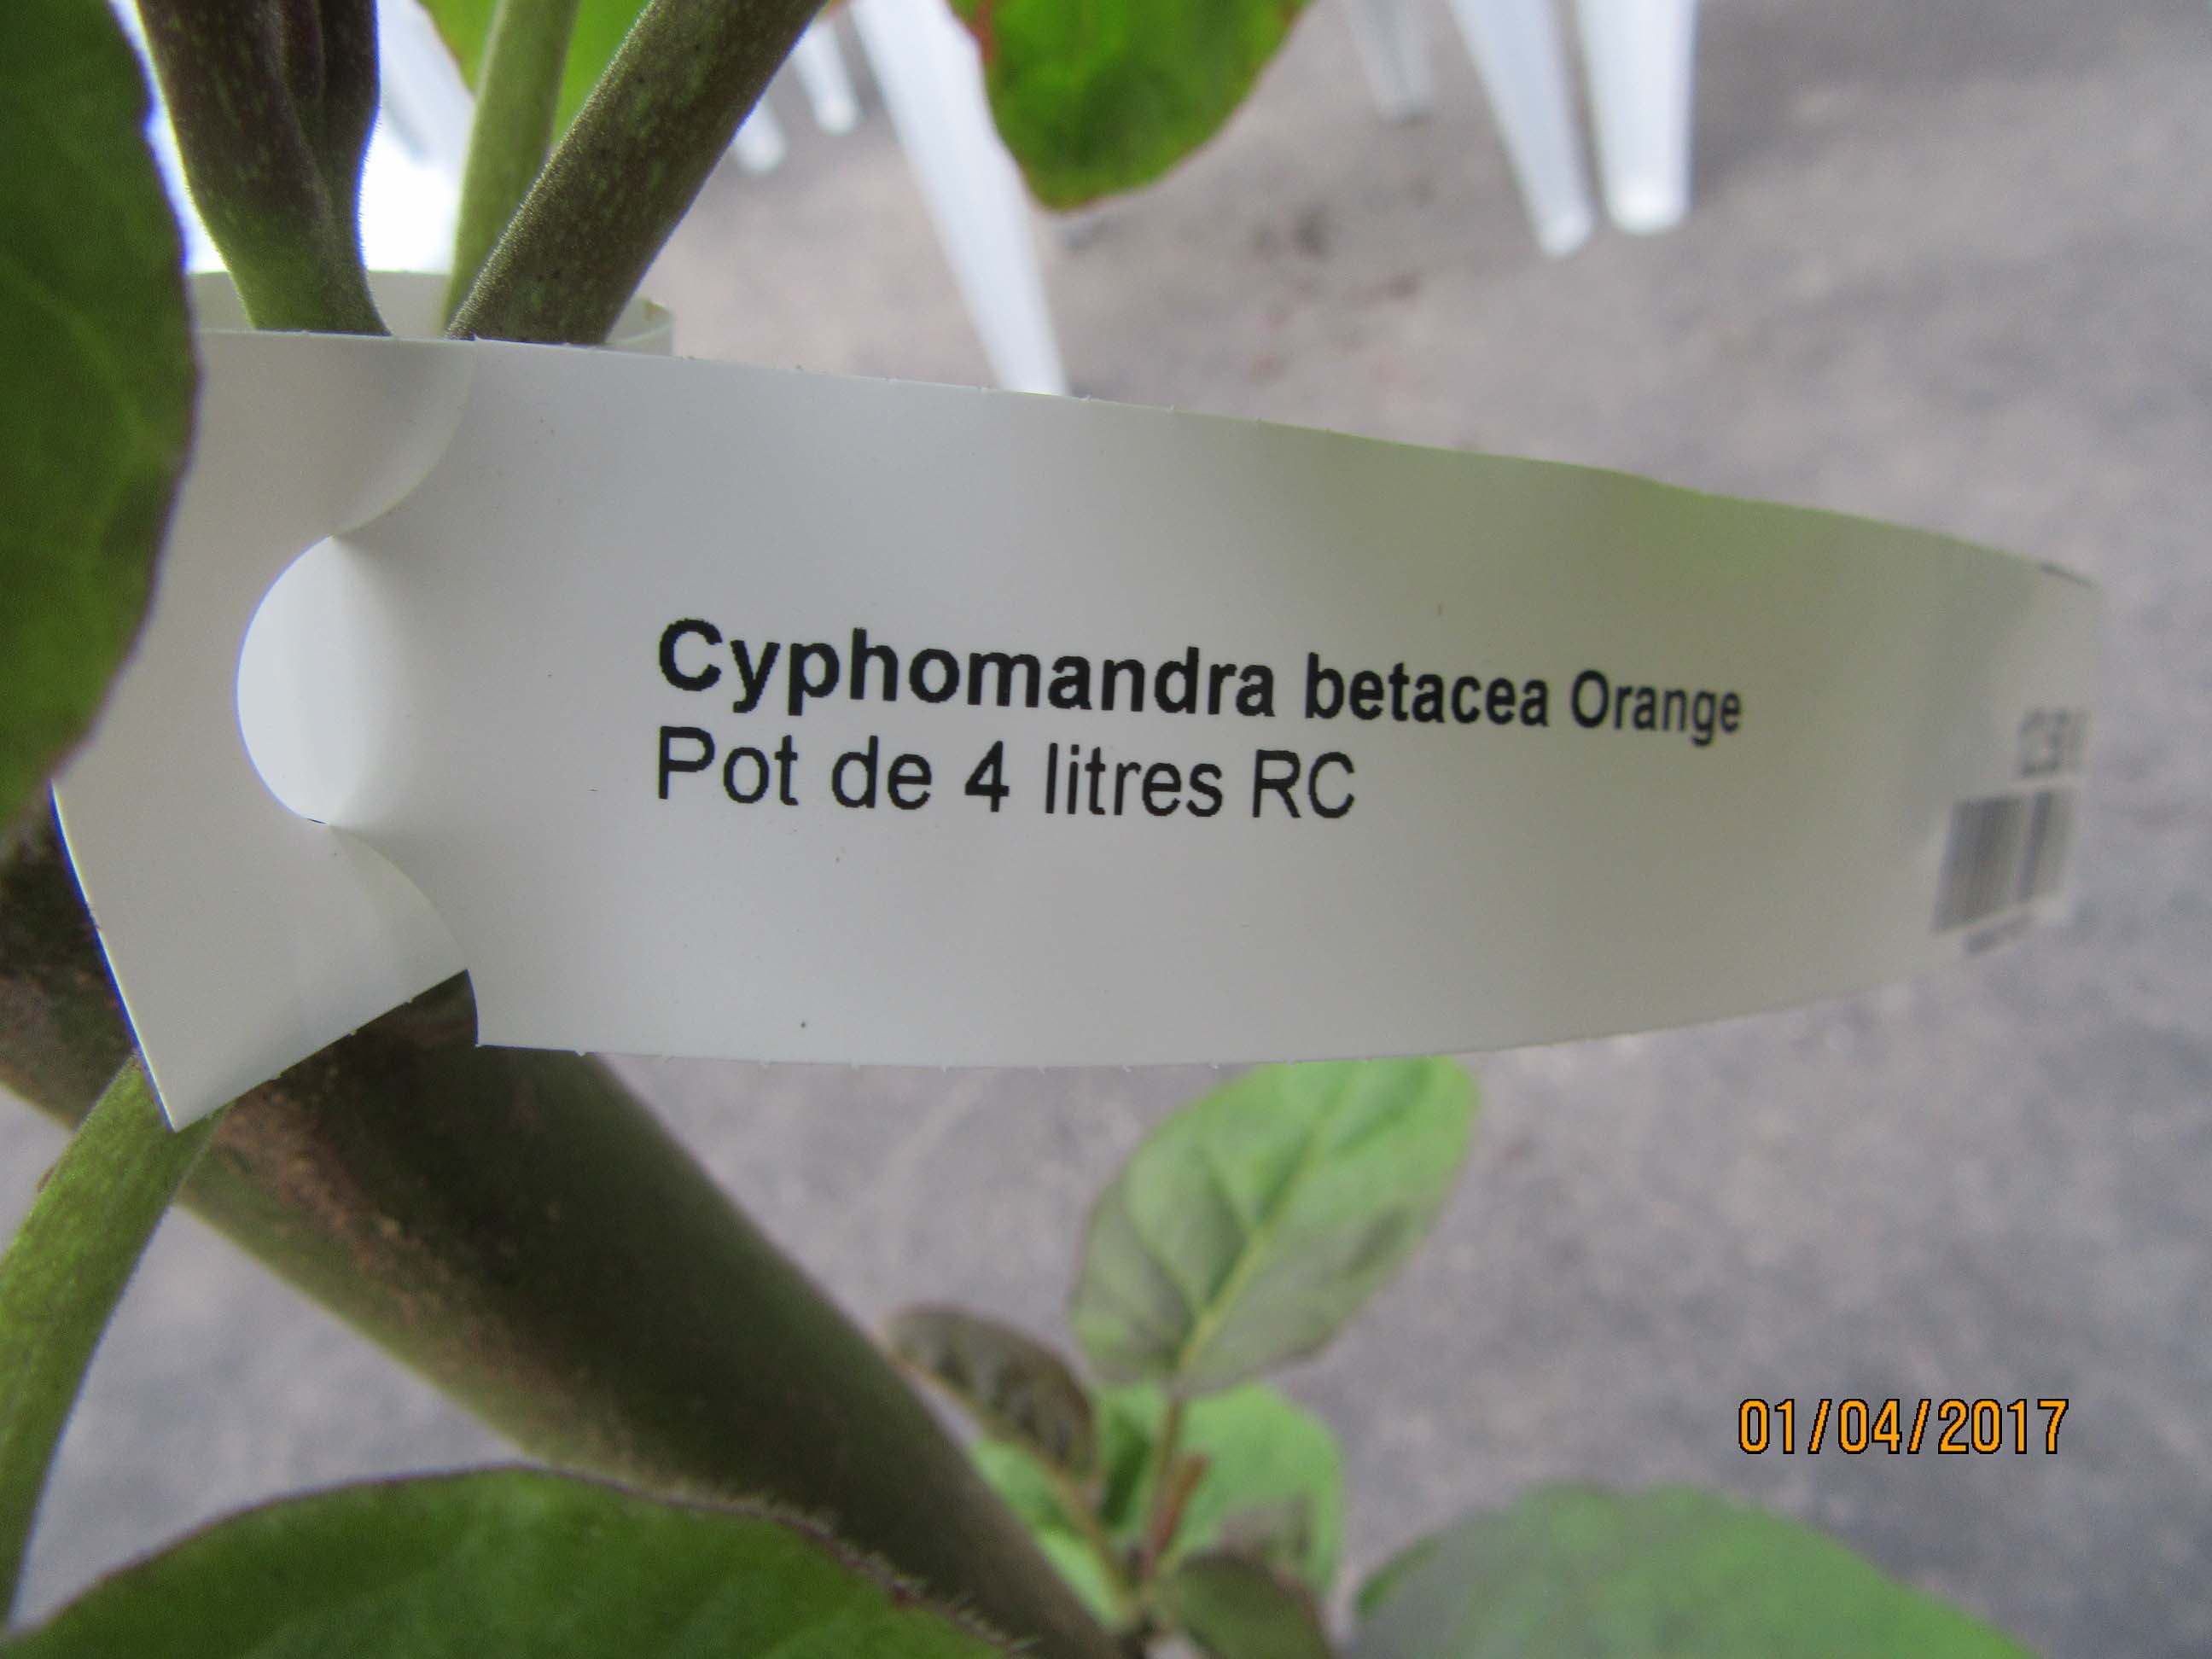 Cyphomandra betacea Orange
Pot de 4 litres RC
01/04/2017